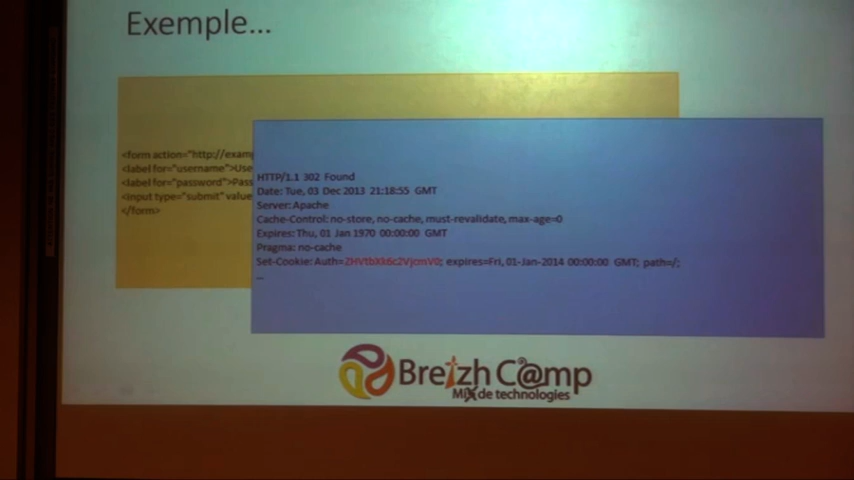 Exemple...
<form action="http://examp
<label for="username">Use
<label for="password">Pass
<input type="submit" value
</form>
HTTP/1.1 302 Found
Date: Tue, 03 Dec 2013 21:18:55 GMT
Server: Apache
Cache-Control: no-store, no-cache, must-revalidate, max-age=0
Expires: Thu, 01 Jan 1970 00:00:00 GMT
Pragma: no-cache
Set-Cookie: Auth=ZHVtbXk6c2VjcmV0; expires=Fri, 01-Jan-2014 00:00:00 GMT; path=/;
...
Breizh C@mp
Mix de technologies